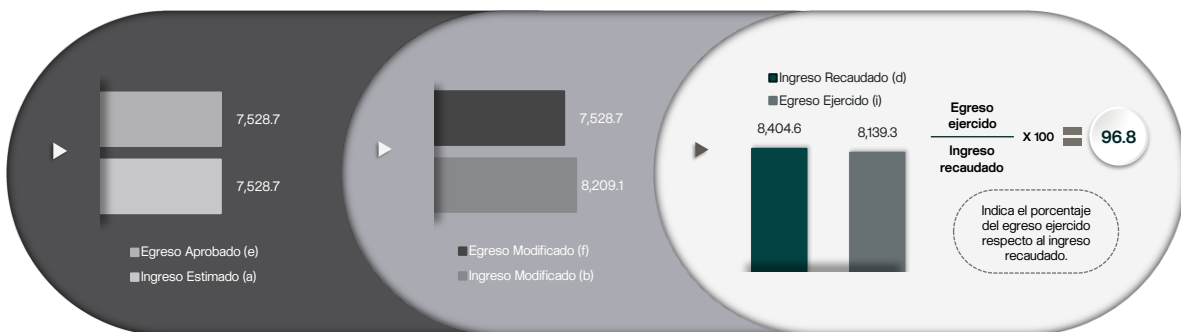 7,528.7
7,528.7
Egreso Aprobado (e)
Ingreso Estimado (a)
7,528.7
8,209.1
Egreso Modificado (f)
Ingreso Modificado (b)
Ingreso Recaudado (d)
Egreso Ejercido (i)
8,404.6
8,139.3
Egreso
ejercido
Ingreso
recaudado
X 100
=
96.8
Indica el porcentaje
del egreso ejercido
respecto al ingreso
recaudado.